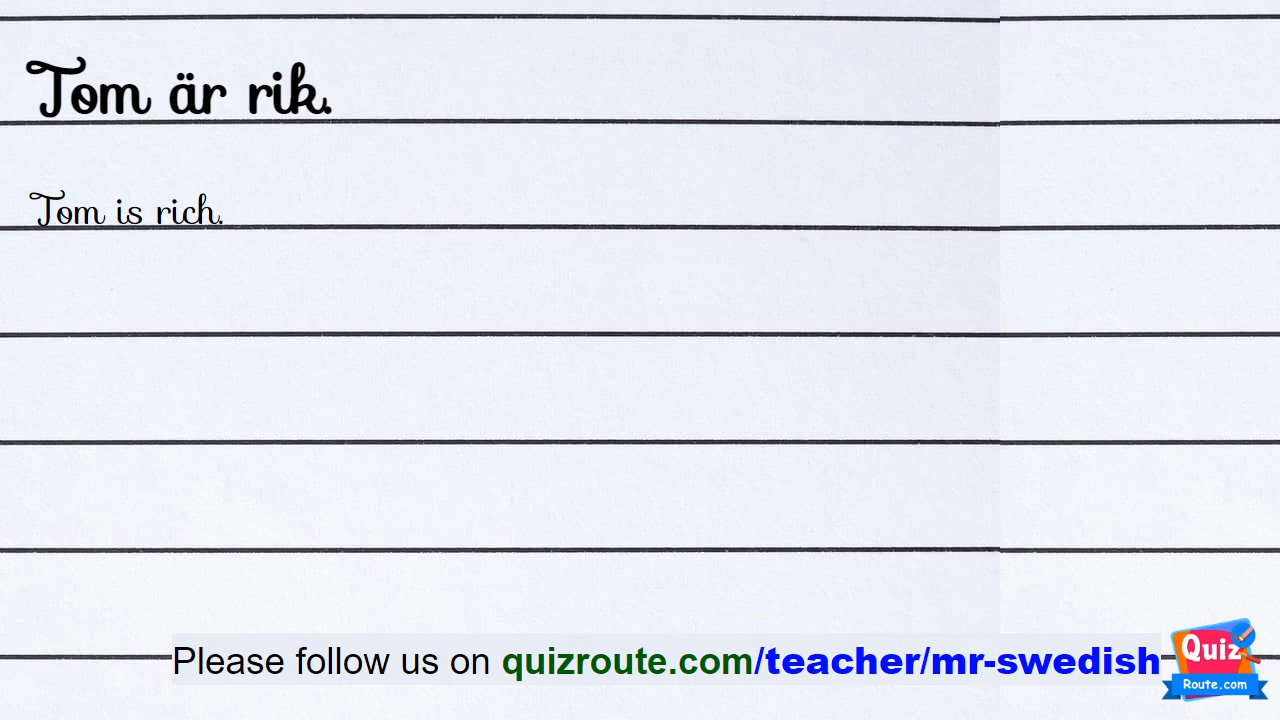 Tom är rik.
Tom is rich.
Please follow us on quizroute.com/teacher/mr-swedish
Quiz
Route.com